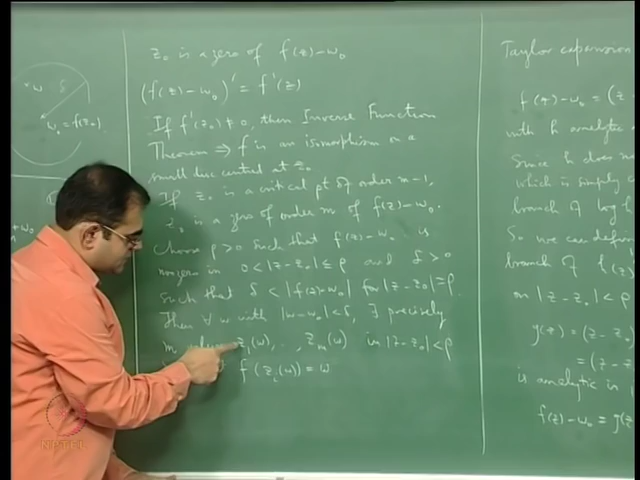 w δ
w₀ = f(z₀)
+ w₀
z₀ is a zero of f(z)-w₀
(f(z)-w₀)' = f'(z)
If f'(z₀) ≠ 0, then Inverse Function
Theorem ⇒ f is an isomorphism on a
small disc centred at z₀
If z₀ is a critical pt of order m-1,
z₀ is a zero of order m of f(z)-w₀.
Choose ρ>0 such that f(z)-w₀ is
nonzero in 0<|z-z₀|≤ρ and δ>0
such that δ<|f(z)-w₀| for |z-z₀|=ρ.
Then ∀ w with |w-w₀|<δ, ∃ precisely
m z₁(w), .., z_m(w) in |z-z₀|<ρ
f(z_i(w)) = w
Taylor expansion
f(z)-w₀ = (z
with h analytic
Since h does n
which is simply c
branch of log h
So we can defin
branch of h(z)
on |z-z₀|<ρ
g(z) = (z-z₀)
= (z-z
is analytic in
f(z)-w₀ = g(z
NPTEL